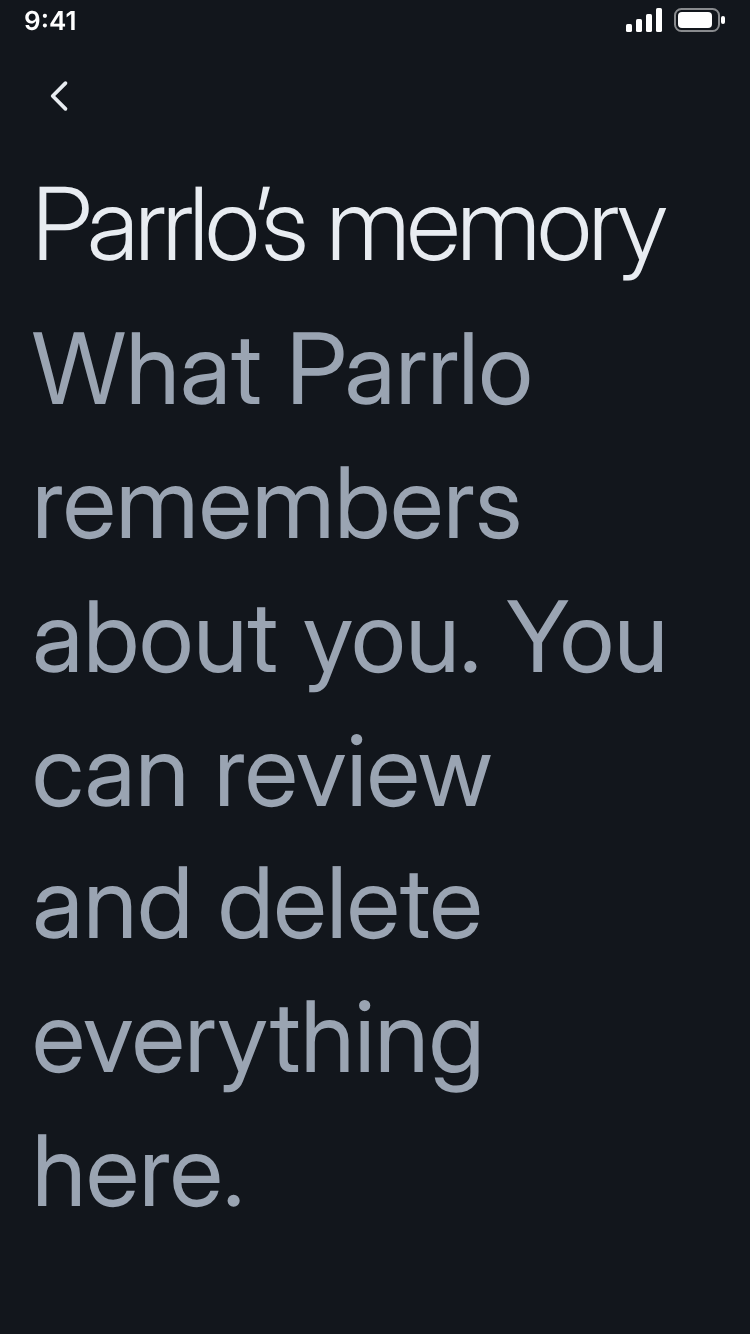 9:41
Parrlo’s memory
What Parrlo
remembers
about you. You
can review
and delete
everything
here.